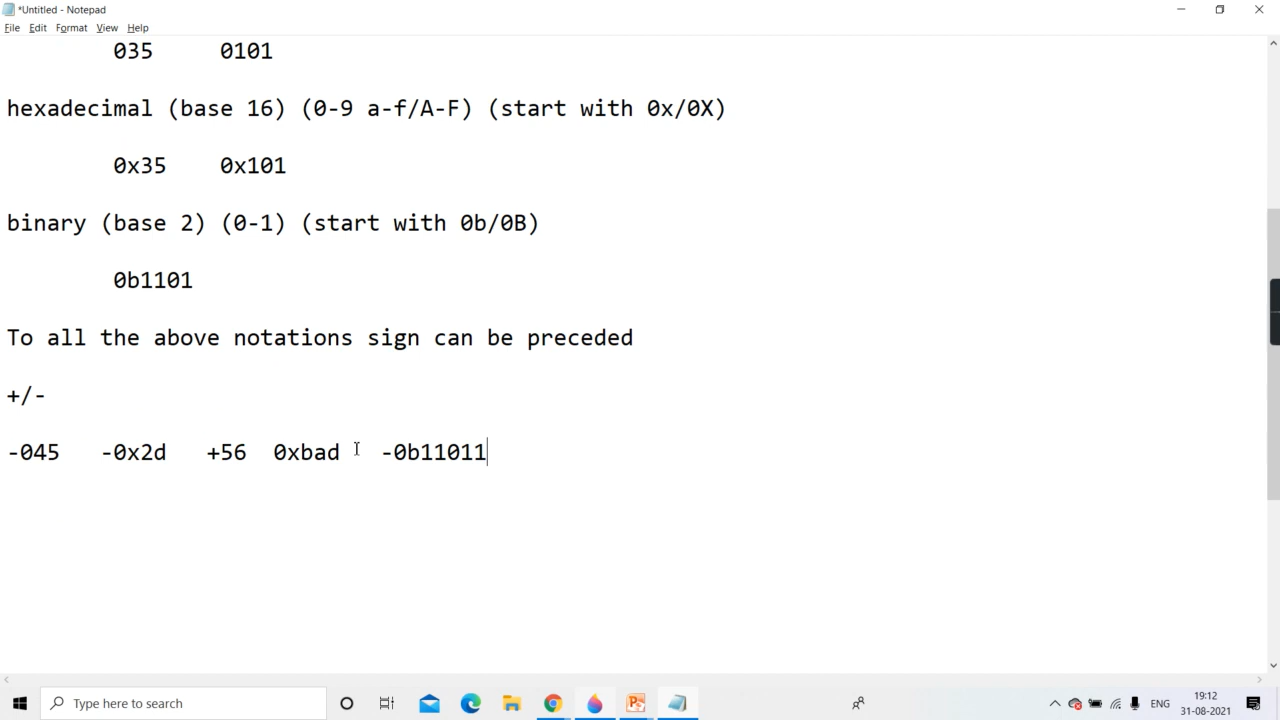 *Untitled - Notepad
File Edit Format View Help
035 0101
hexadecimal (base 16) (0-9 a-f/A-F) (start with 0x/0X)
0x35 0x101
binary (base 2) (0-1) (start with 0b/0B)
0b1101
To all the above notations sign can be preceded
+/-
-045 -0x2d +56 0xbad -0b11011
Type here to search
ENG
19:12
31-08-2021